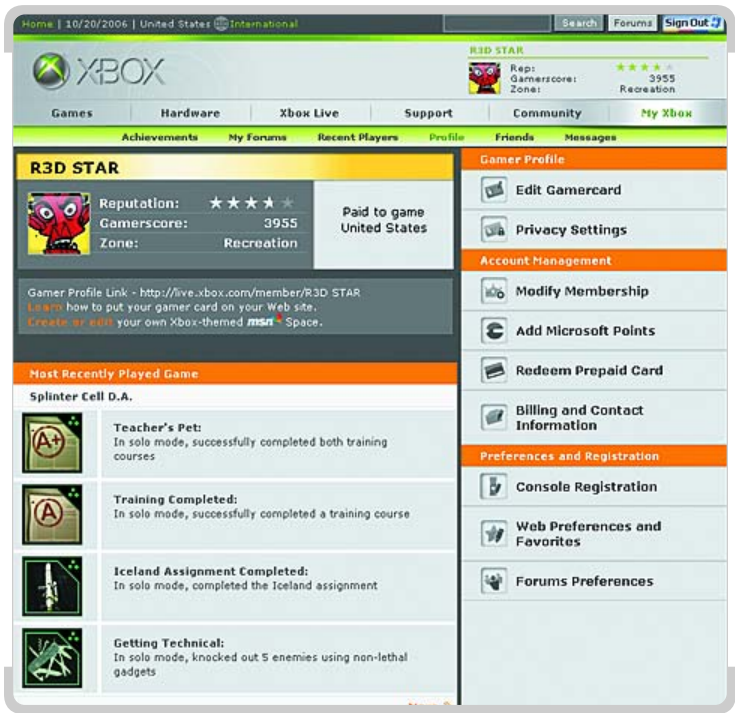 Home | 10/20/2006 | United States International
Search Forums Sign Out
XBOX
R3D STAR
Rep:
Gamerscore: 3955
Zone: Recreation
Games Hardware Xbox Live Support Community My Xbox
Achievements My Forums Recent Players Profile Friends Messages
R3D STAR
Reputation:
Gamerscore: 3955
Zone: Recreation
Paid to game
United States
Gamer Profile Link - http://live.xbox.com/member/R3D STAR
Learn how to put your gamer card on your Web site.
Create or edit your own Xbox-themed msn Space.
Most Recently Played Game
Splinter Cell D.A.
A+
Teacher's Pet:
In solo mode, successfully completed both training
courses
A
Training Completed:
In solo mode, successfully completed a training course
Iceland Assignment Completed:
In solo mode, completed the Iceland assignment
Getting Technical:
In solo mode, knocked out 5 enemies using non-lethal
gadgets
Gamer Profile
Edit Gamercard
Privacy Settings
Account Management
Modify Membership
Add Microsoft Points
Redeem Prepaid Card
Billing and Contact
Information
Preferences and Registration
Console Registration
Web Preferences and
Favorites
Forums Preferences